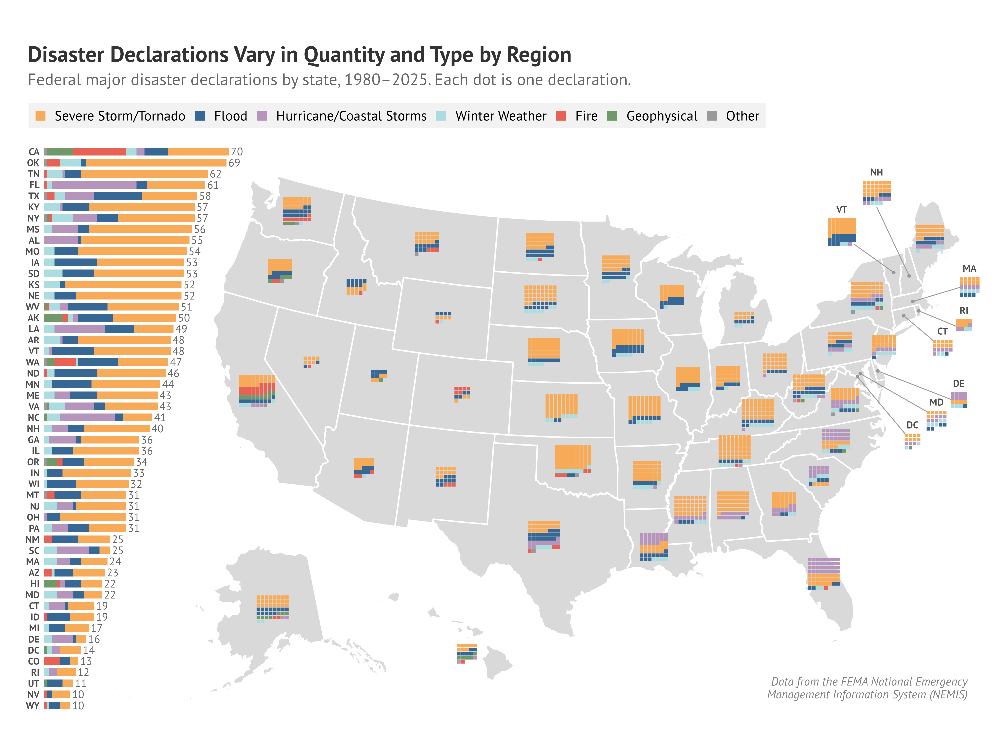 Disaster Declarations Vary in Quantity and Type by Region
Federal major disaster declarations by state, 1980–2025. Each dot is one declaration.
Severe Storm/Tornado Flood Hurricane/Coastal Storms Winter Weather Fire Geophysical Other
CA 70
OK 69
TN 62
FL 61
TX 58
KY 57
NY 57
MS 56
AL 55
MO 54
IA 53
SD 53
KS 52
NE 52
WV 51
AK 50
LA 49
AR 48
VT 48
WA 47
ND 46
MN 44
ME 43
VA 43
NC 41
NH 40
GA 36
IL 36
OR 34
IN 33
WI 32
MT 31
NJ 31
OH 31
PA 31
NM 25
SC 25
MA 24
AZ 23
HI 22
MD 22
CT 19
ID 19
MI 17
DE 16
DC 14
CO 13
RI 12
UT 11
NV 10
WY 10
NH
VT
MA
RI
CT
DE
MD
DC
Data from the FEMA National Emergency
Management Information System (NEMIS)